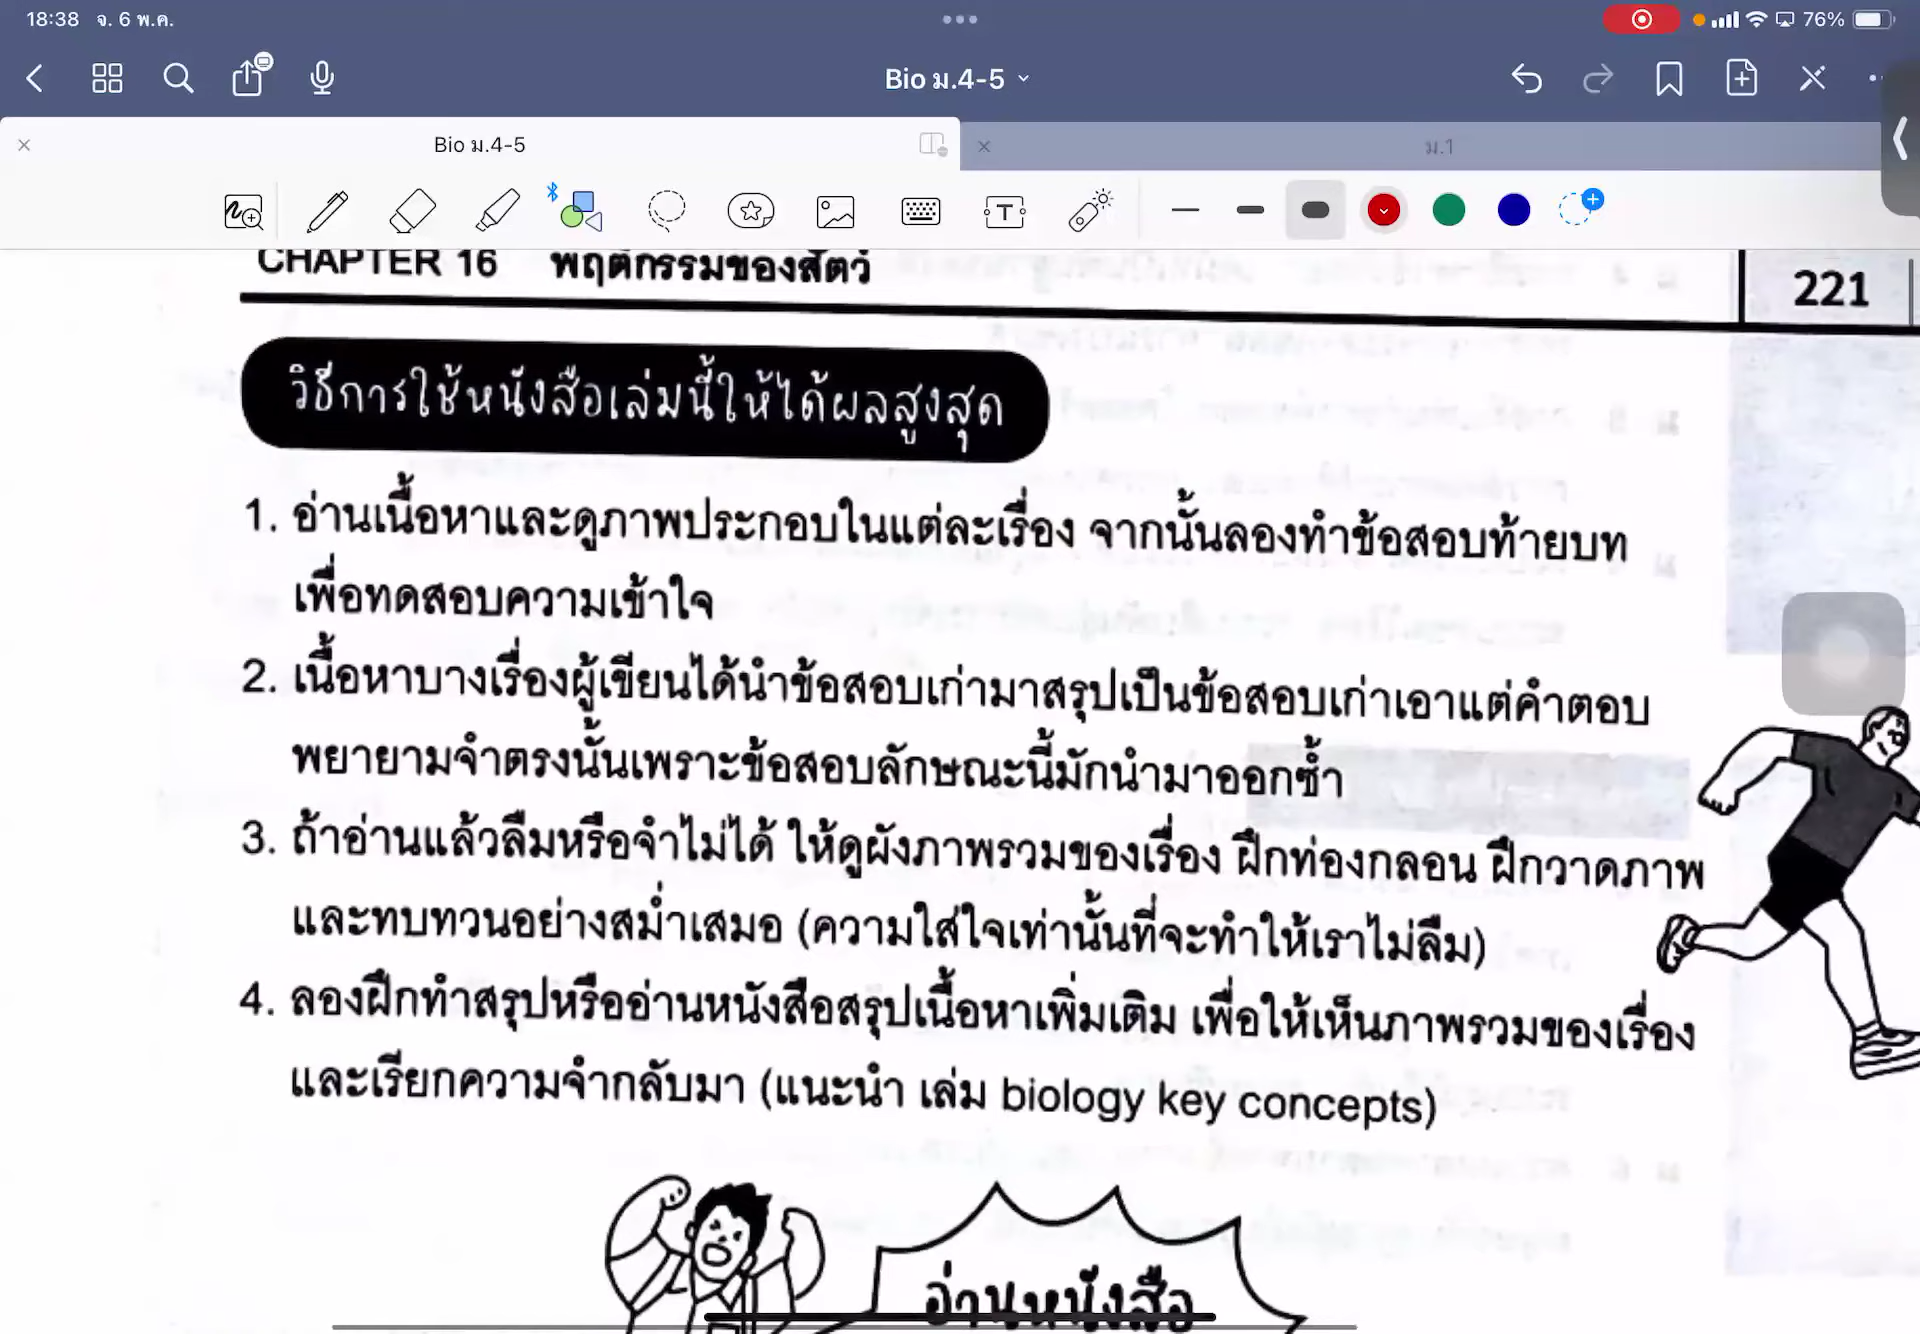 18:38 จ. 6 พ.ค.
76%
Bio ม.4-5
Bio ม.4-5
ม.1
CHAPTER 16 พฤติกรรมของสัตว์
221
วิธีการใช้หนังสือเล่มนี้ให้ได้ผลสูงสุด
1. อ่านเนื้อหาและดูภาพประกอบในแต่ละเรื่อง จากนั้นลองทำข้อสอบท้ายบท
เพื่อทดสอบความเข้าใจ
2. เนื้อหาบางเรื่องผู้เขียนได้นำข้อสอบเก่ามาสรุปเป็นข้อสอบเก่าเอาแต่คำตอบ
พยายามจำตรงนั้นเพราะข้อสอบลักษณะนี้มักนำมาออกซ้ำ
3. ถ้าอ่านแล้วลืมหรือจำไม่ได้ ให้ดูผังภาพรวมของเรื่อง ฝึกท่องกลอน ฝึกวาดภาพ
และทบทวนอย่างสม่ำเสมอ (ความใส่ใจเท่านั้นที่จะทำให้เราไม่ลืม)
4. ลองฝึกทำสรุปหรืออ่านหนังสือสรุปเนื้อหาเพิ่มเติม เพื่อให้เห็นภาพรวมของเรื่อง
และเรียกความจำกลับมา (แนะนำ เล่ม biology key concepts)
อ่านหนังสือ